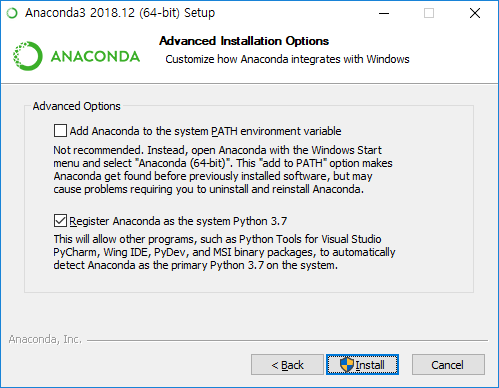 Anaconda3 2018.12 (64-bit) Setup
Advanced Installation Options
Customize how Anaconda integrates with Windows
ANACONDA
Advanced Options
Add Anaconda to the system PATH environment variable
Not recommended. Instead, open Anaconda with the Windows Start
menu and select "Anaconda (64-bit)". This "add to PATH" option makes
Anaconda get found before previously installed software, but may
cause problems requiring you to uninstall and reinstall Anaconda.
Register Anaconda as the system Python 3.7
This will allow other programs, such as Python Tools for Visual Studio
PyCharm, Wing IDE, PyDev, and MSI binary packages, to automatically
detect Anaconda as the primary Python 3.7 on the system.
Anaconda, Inc.
< Back
Install
Cancel